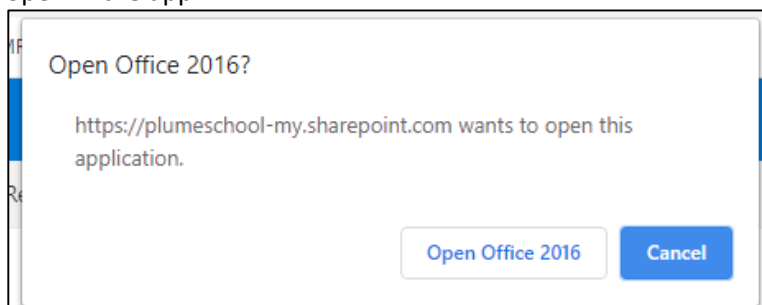 Open Office 2016?
https://plumeschool-my.sharepoint.com wants to open this
application.
Open Office 2016 Cancel